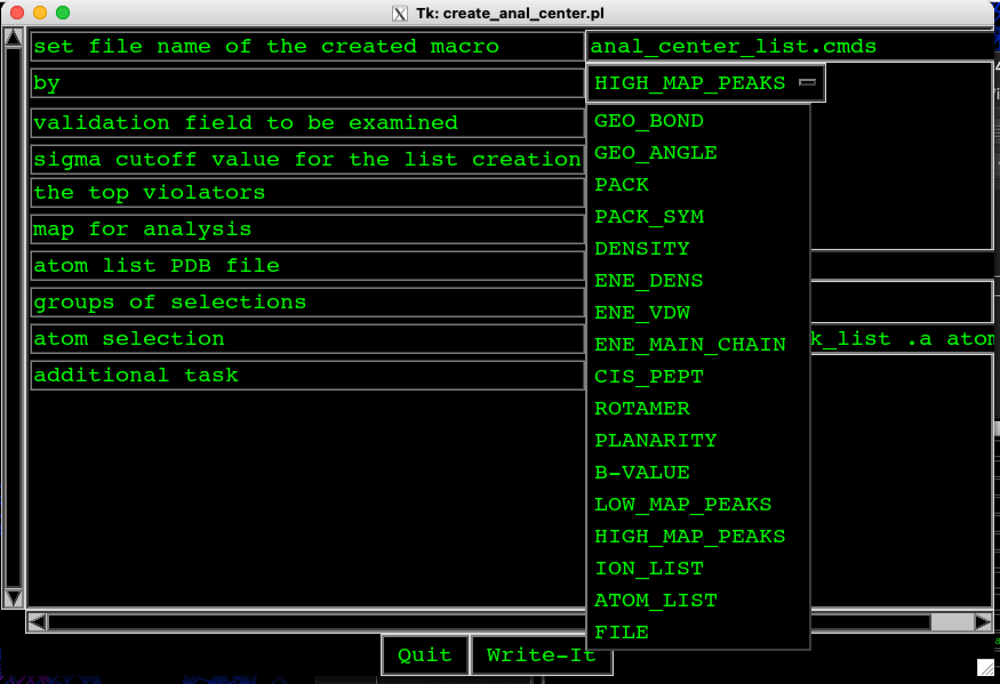 Tk: create_anal_center.pl
set file name of the created macro anal_center_list.cmds
by HIGH_MAP_PEAKS
validation field to be examined
sigma cutoff value for the list creation
the top violators
map for analysis
atom list PDB file
groups of selections
atom selection
additional task
GEO_BOND
GEO_ANGLE
PACK
PACK_SYM
DENSITY
ENE_DENS
ENE_VDW
ENE_MAIN_CHAIN
CIS_PEPT
ROTAMER
PLANARITY
B-VALUE
LOW_MAP_PEAKS
HIGH_MAP_PEAKS
ION_LIST
ATOM_LIST
FILE
k_list .a atom
Quit
Write-It